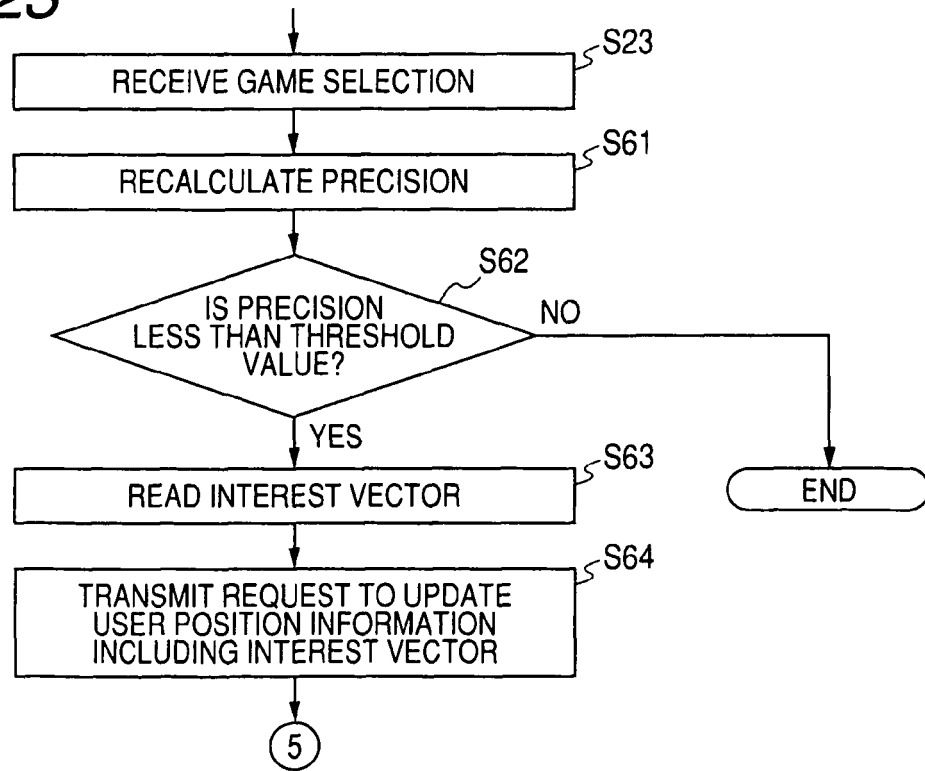 23
S23
RECEIVE GAME SELECTION
S61
RECALCULATE PRECISION
S62
IS PRECISION
LESS THAN THRESHOLD
VALUE?
NO
YES
S63
READ INTEREST VECTOR
END
S64
TRANSMIT REQUEST TO UPDATE
USER POSITION INFORMATION
INCLUDING INTEREST VECTOR
5